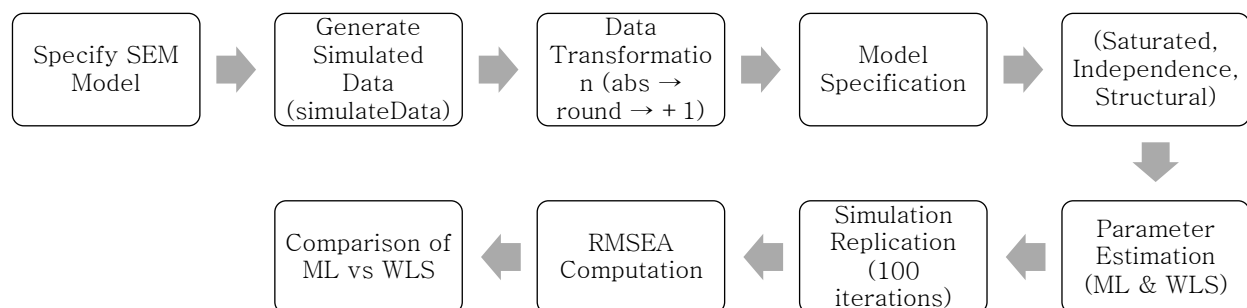 Specify SEM
Model
Generate
Simulated
Data
(simulateData)
Data
Transformatio
n (abs →
round → + 1)
Model
Specification
(Saturated,
Independence,
Structural)
Parameter
Estimation
(ML & WLS)
Simulation
Replication
(100
iterations)
RMSEA
Computation
Comparison of
ML vs WLS